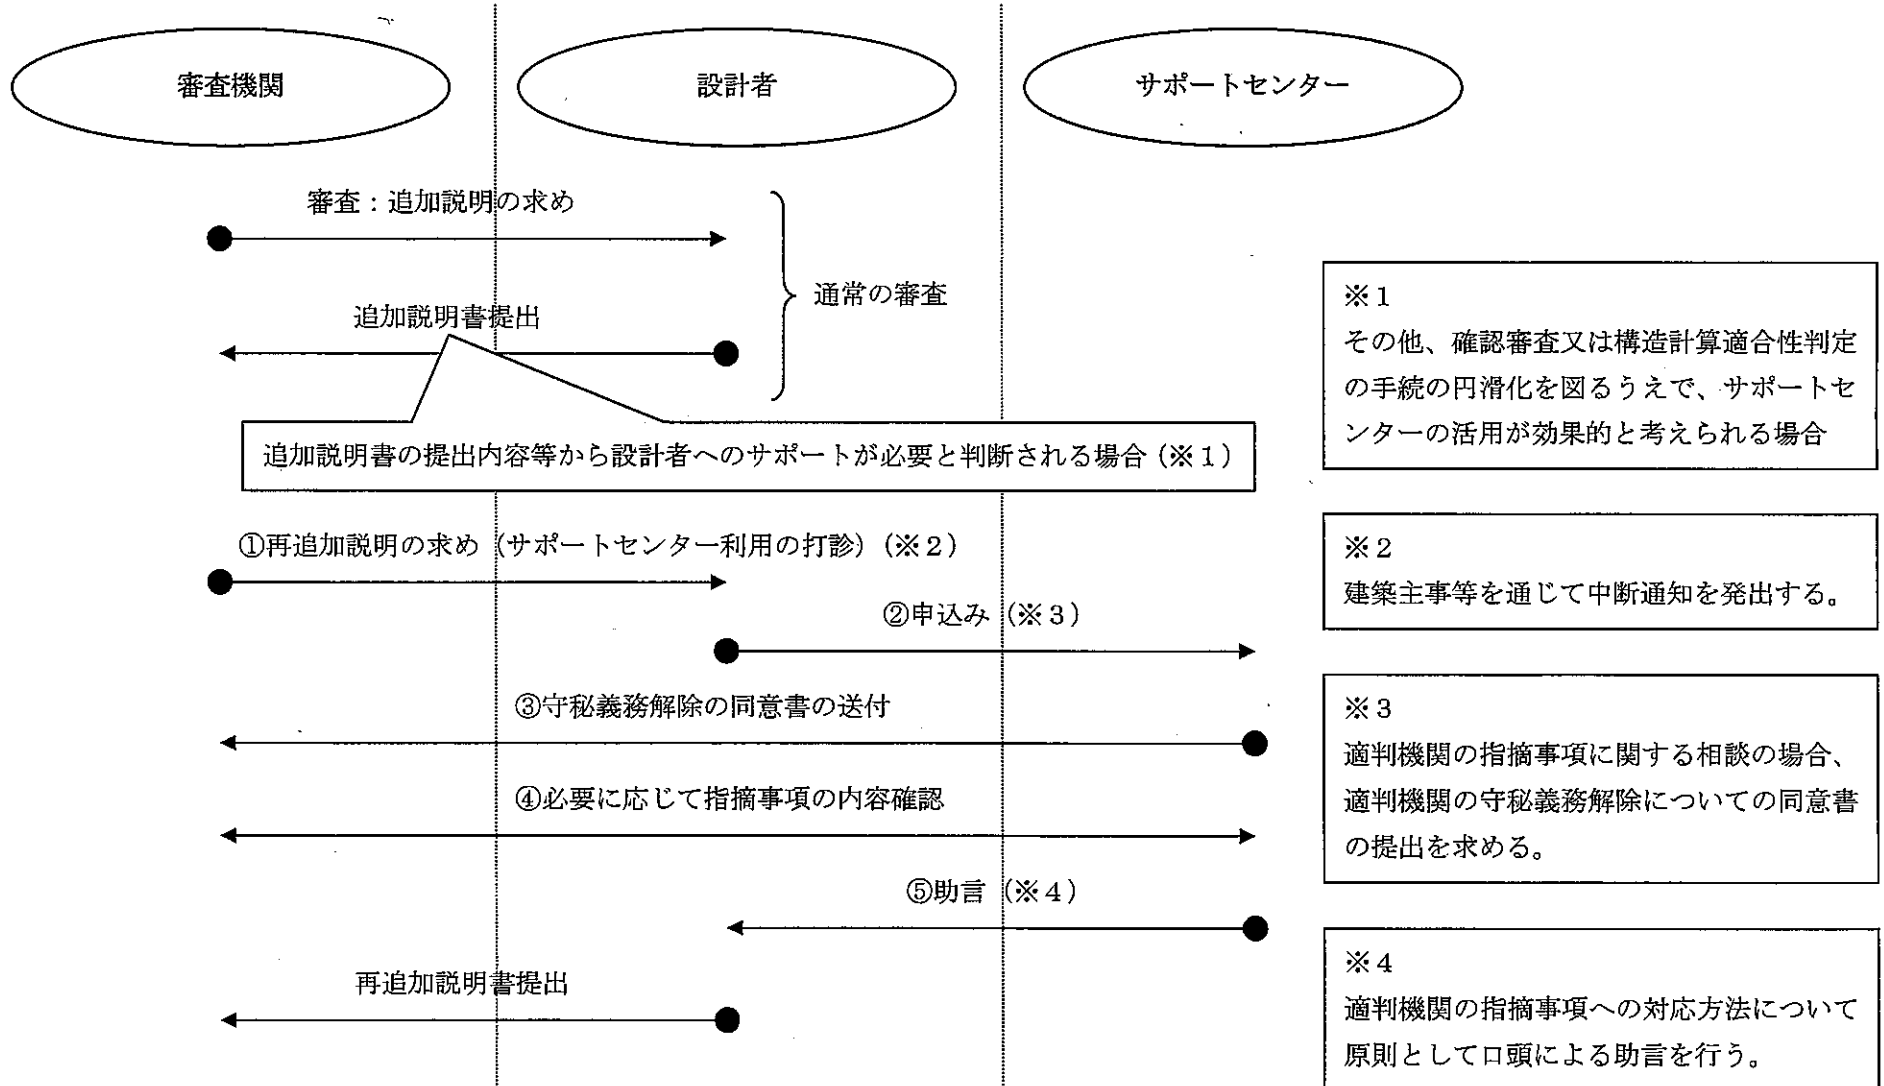 審査機関
設計者
サポートセンター
審査：追加説明の求め
通常の審査
追加説明書提出
追加説明書の提出内容等から設計者へのサポートが必要と判断される場合（※１）
①再追加説明の求め（サポートセンター利用の打診）（※２）
②申込み（※３）
③守秘義務解除の同意書の送付
④必要に応じて指摘事項の内容確認
⑤助言（※４）
再追加説明書提出
※１
その他、確認審査又は構造計算適合性判定
の手続の円滑化を図るうえで、サポートセ
ンターの活用が効果的と考えられる場合
※２
建築主事等を通じて中断通知を発出する。
※３
適判機関の指摘事項に関する相談の場合、
適判機関の守秘義務解除についての同意書
の提出を求める。
※４
適判機関の指摘事項への対応方法について
原則として口頭による助言を行う。